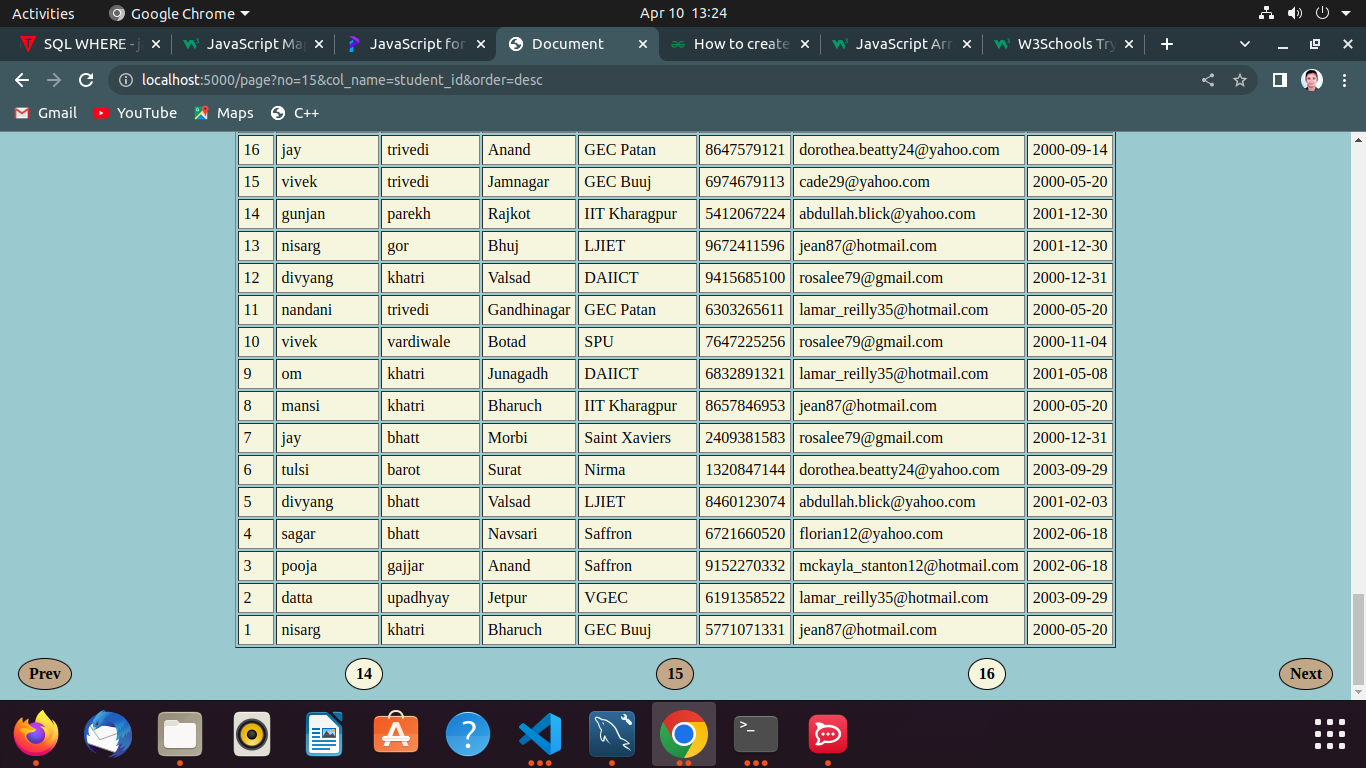 Activities Google Chrome Apr 10 13:24
SQL WHERE - j JavaScript Ma JavaScript for Document How to create JavaScript Arr W3Schools Try
localhost:5000/page?no=15&col_name=student_id&order=desc
Gmail YouTube Maps C++
16 jay trivedi Anand GEC Patan 8647579121 dorothea.beatty24@yahoo.com 2000-09-14
15 vivek trivedi Jamnagar GEC Buuj 6974679113 cade29@yahoo.com 2000-05-20
14 gunjan parekh Rajkot IIT Kharagpur 5412067224 abdullah.blick@yahoo.com 2001-12-30
13 nisarg gor Bhuj LJIET 9672411596 jean87@hotmail.com 2001-12-30
12 divyang khatri Valsad DAIICT 9415685100 rosalee79@gmail.com 2000-12-31
11 nandani trivedi Gandhinagar GEC Patan 6303265611 lamar_reilly35@hotmail.com 2000-05-20
10 vivek vardiwale Botad SPU 7647225256 rosalee79@gmail.com 2000-11-04
9 om khatri Junagadh DAIICT 6832891321 lamar_reilly35@hotmail.com 2001-05-08
8 mansi khatri Bharuch IIT Kharagpur 8657846953 jean87@hotmail.com 2000-05-20
7 jay bhatt Morbi Saint Xaviers 2409381583 rosalee79@gmail.com 2000-12-31
6 tulsi barot Surat Nirma 1320847144 dorothea.beatty24@yahoo.com 2003-09-29
5 divyang bhatt Valsad LJIET 8460123074 abdullah.blick@yahoo.com 2001-02-03
4 sagar bhatt Navsari Saffron 6721660520 florian12@yahoo.com 2002-06-18
3 pooja gajjar Anand Saffron 9152270332 mckayla_stanton12@hotmail.com 2002-06-18
2 datta upadhyay Jetpur VGEC 6191358522 lamar_reilly35@hotmail.com 2003-09-29
1 nisarg khatri Bharuch GEC Buuj 5771071331 jean87@hotmail.com 2000-05-20
Prev 14 15 16 Next